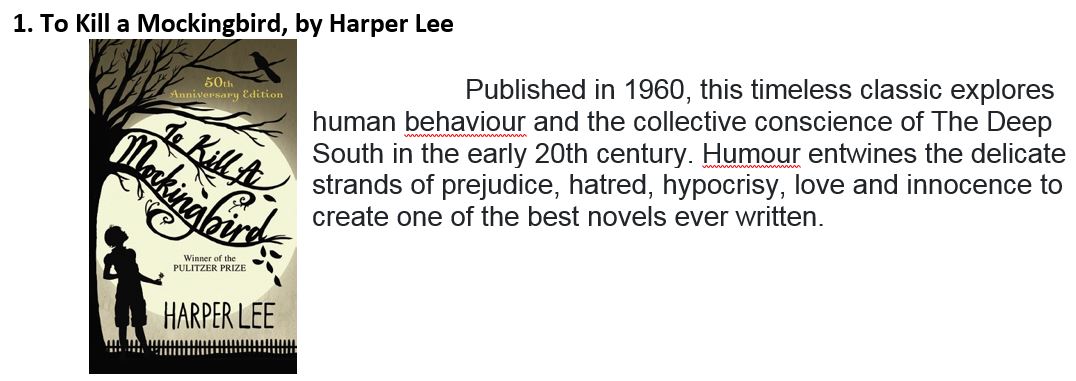 1. To Kill a Mockingbird, by Harper Lee
50th
Anniversary Edition
To Kill A
Mockingbird
Winner of the
PULITZER PRIZE
HARPER LEE
Published in 1960, this timeless classic explores
human behaviour and the collective conscience of The Deep
South in the early 20th century. Humour entwines the delicate
strands of prejudice, hatred, hypocrisy, love and innocence to
create one of the best novels ever written.